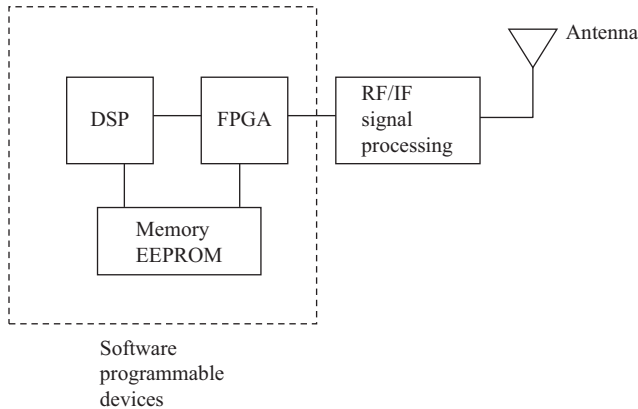 Antenna
DSP
FPGA
RF/IF
signal
processing
Memory
EEPROM
Software
programmable
devices